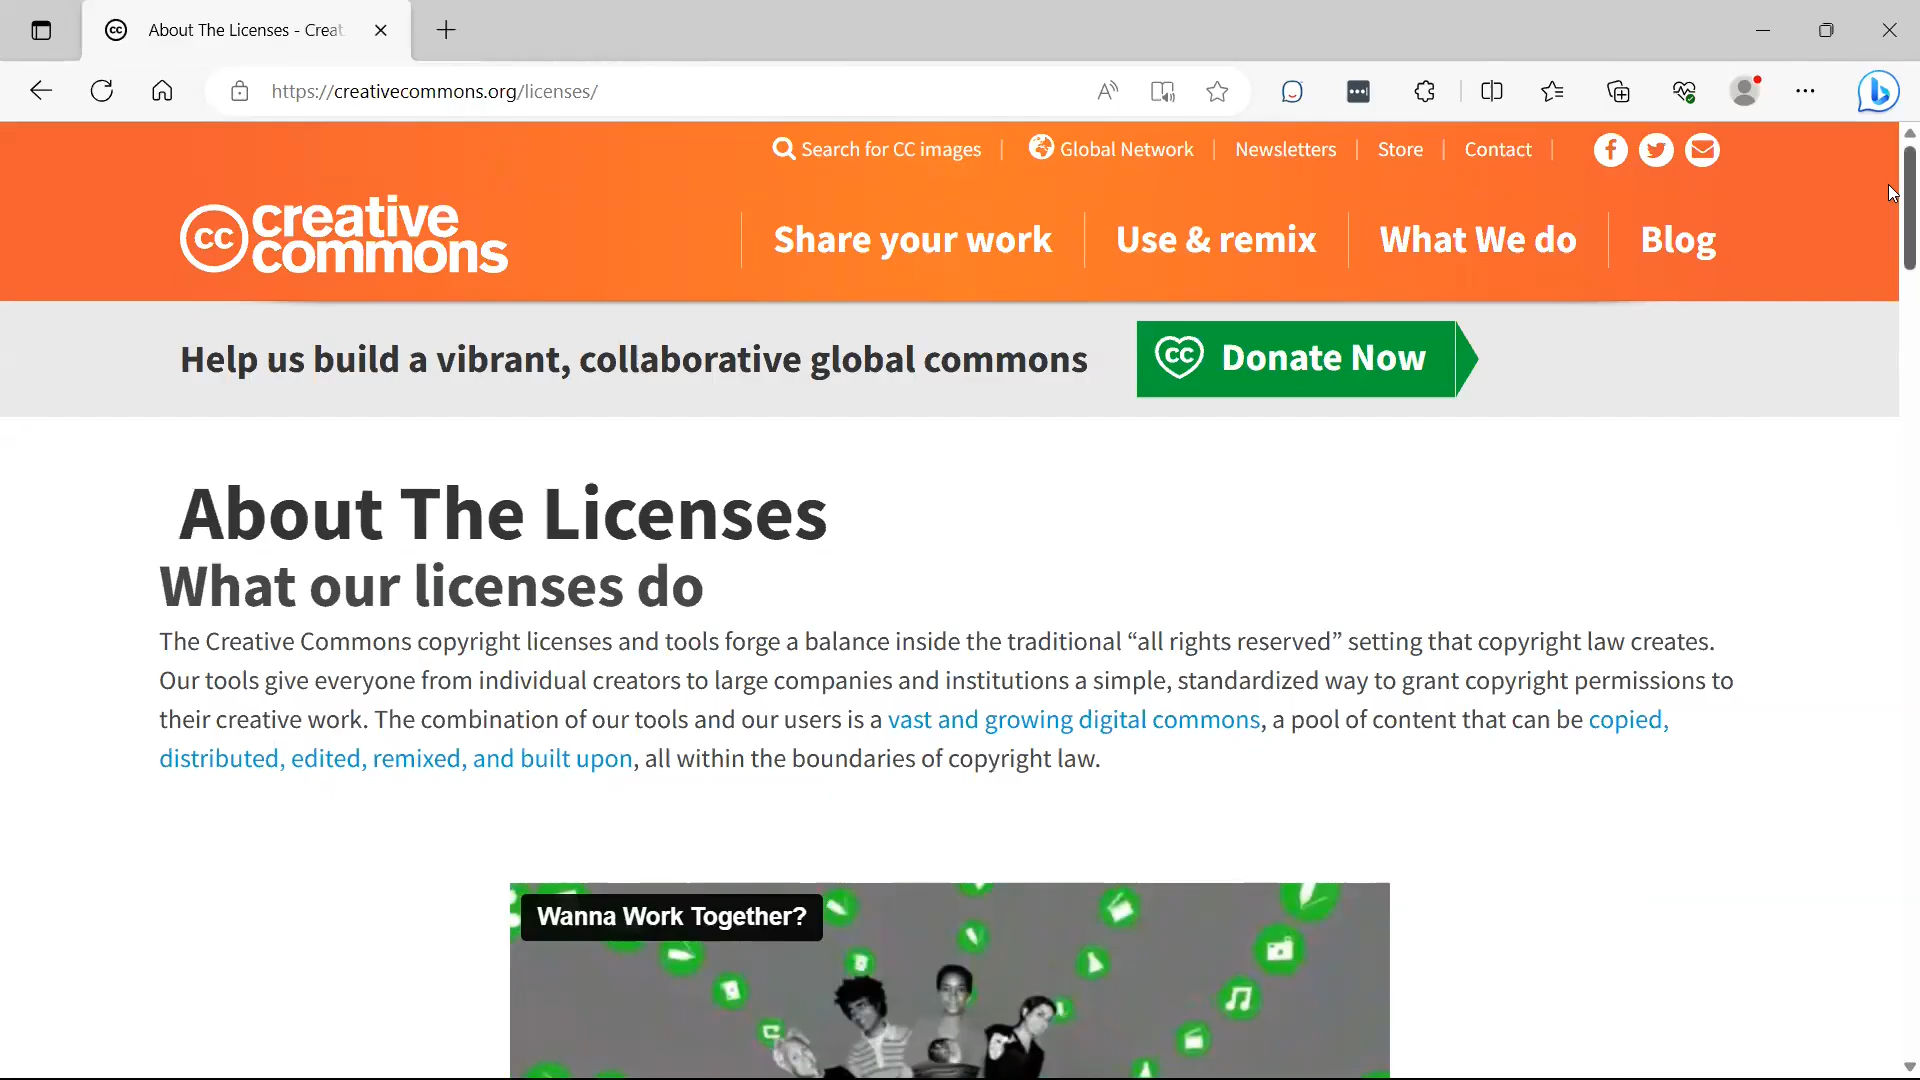 About The Licenses - Creat
https://creativecommons.org/licenses/
Search for CC images
Global Network
Newsletters
Store
Contact
cc creative commons
Share your work
Use & remix
What We do
Blog
Help us build a vibrant, collaborative global commons
Donate Now
About The Licenses
What our licenses do
The Creative Commons copyright licenses and tools forge a balance inside the traditional “all rights reserved” setting that copyright law creates.
Our tools give everyone from individual creators to large companies and institutions a simple, standardized way to grant copyright permissions to
their creative work. The combination of our tools and our users is a vast and growing digital commons, a pool of content that can be copied,
distributed, edited, remixed, and built upon, all within the boundaries of copyright law.
Wanna Work Together?